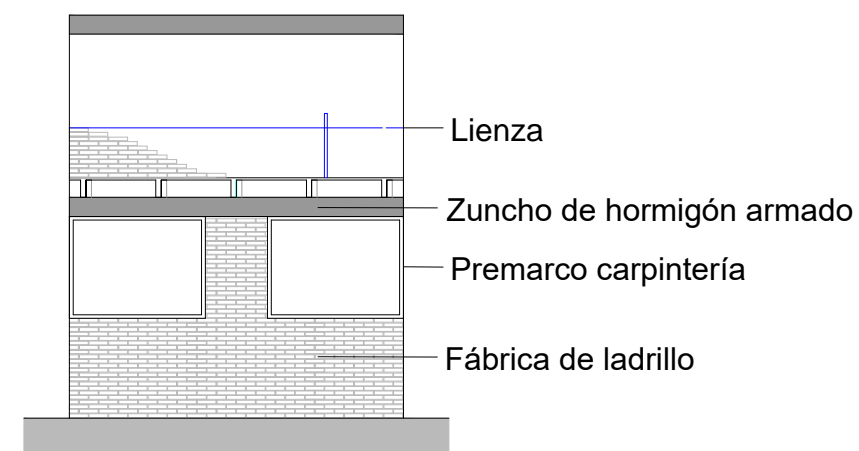 Lienza
Zuncho de hormigón armado
Premarco carpintería
Fábrica de ladrillo